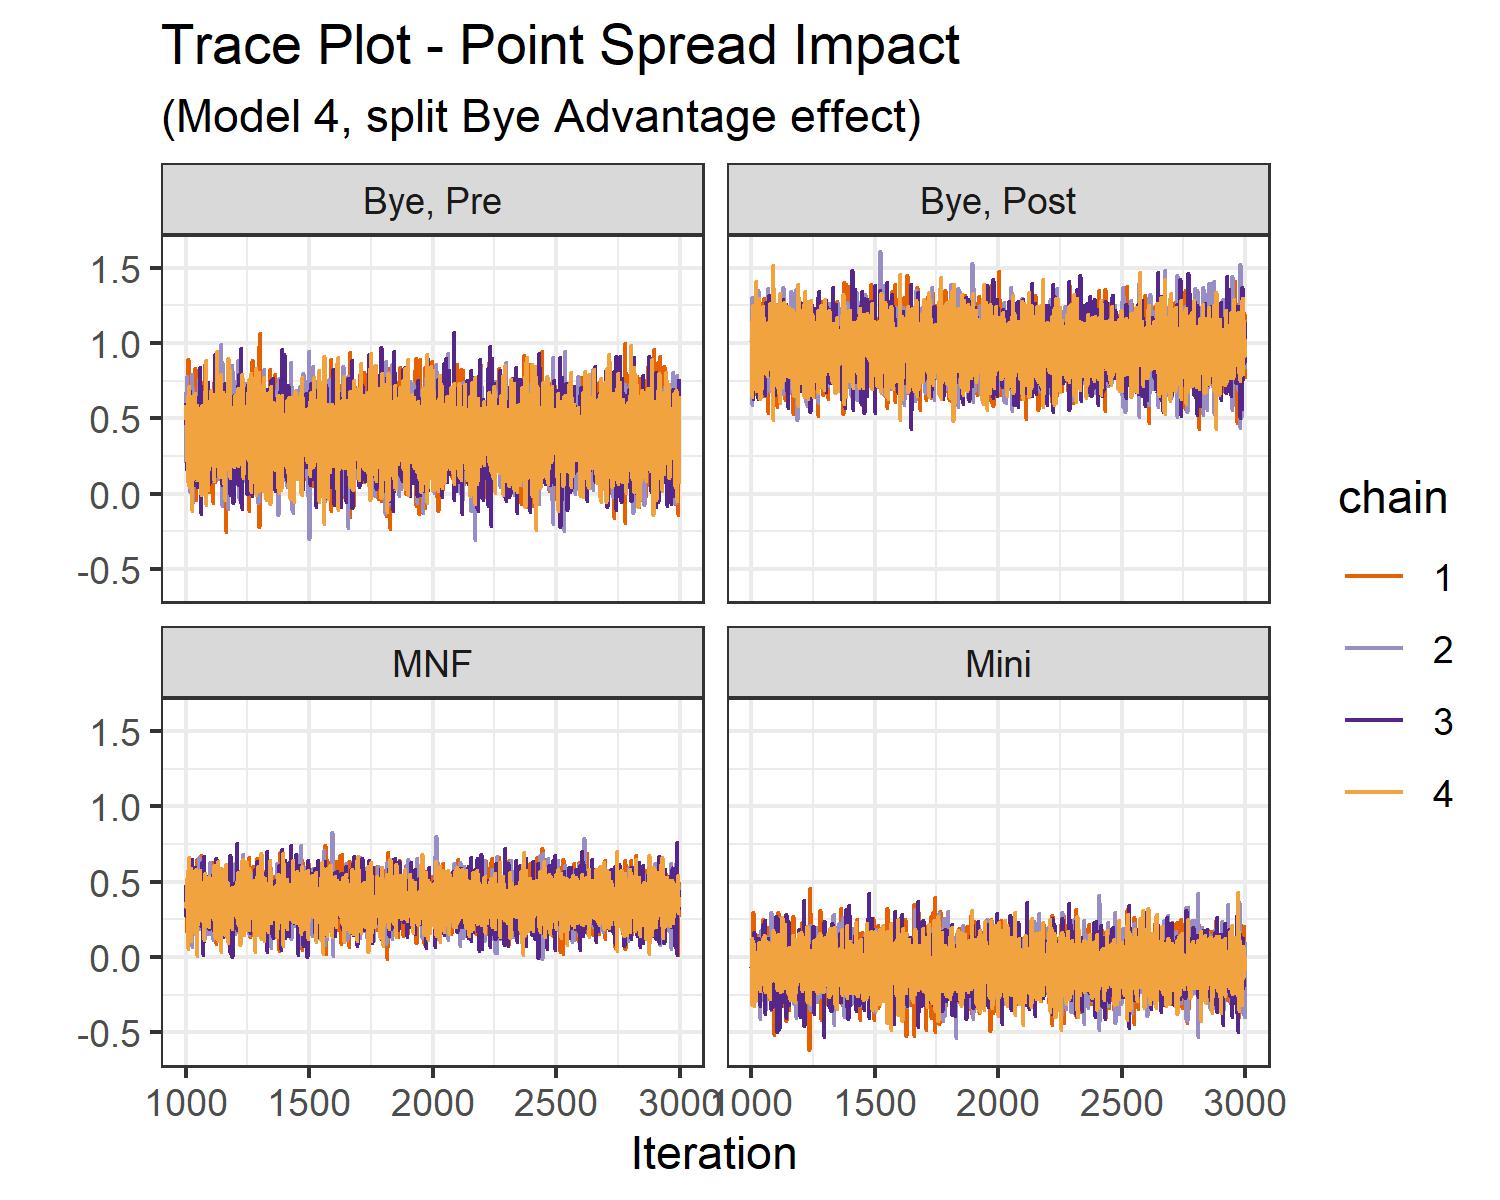 Trace Plot - Point Spread Impact
(Model 4, split Bye Advantage effect)
Bye, Pre
Bye, Post
1.5
1.0
0.5
0.0
-0.5
MNF
Mini
1.5
1.0
0.5
0.0
-0.5
1000 1500 2000 2500 3000
1000 1500 2000 2500 3000
Iteration
chain
1
2
3
4